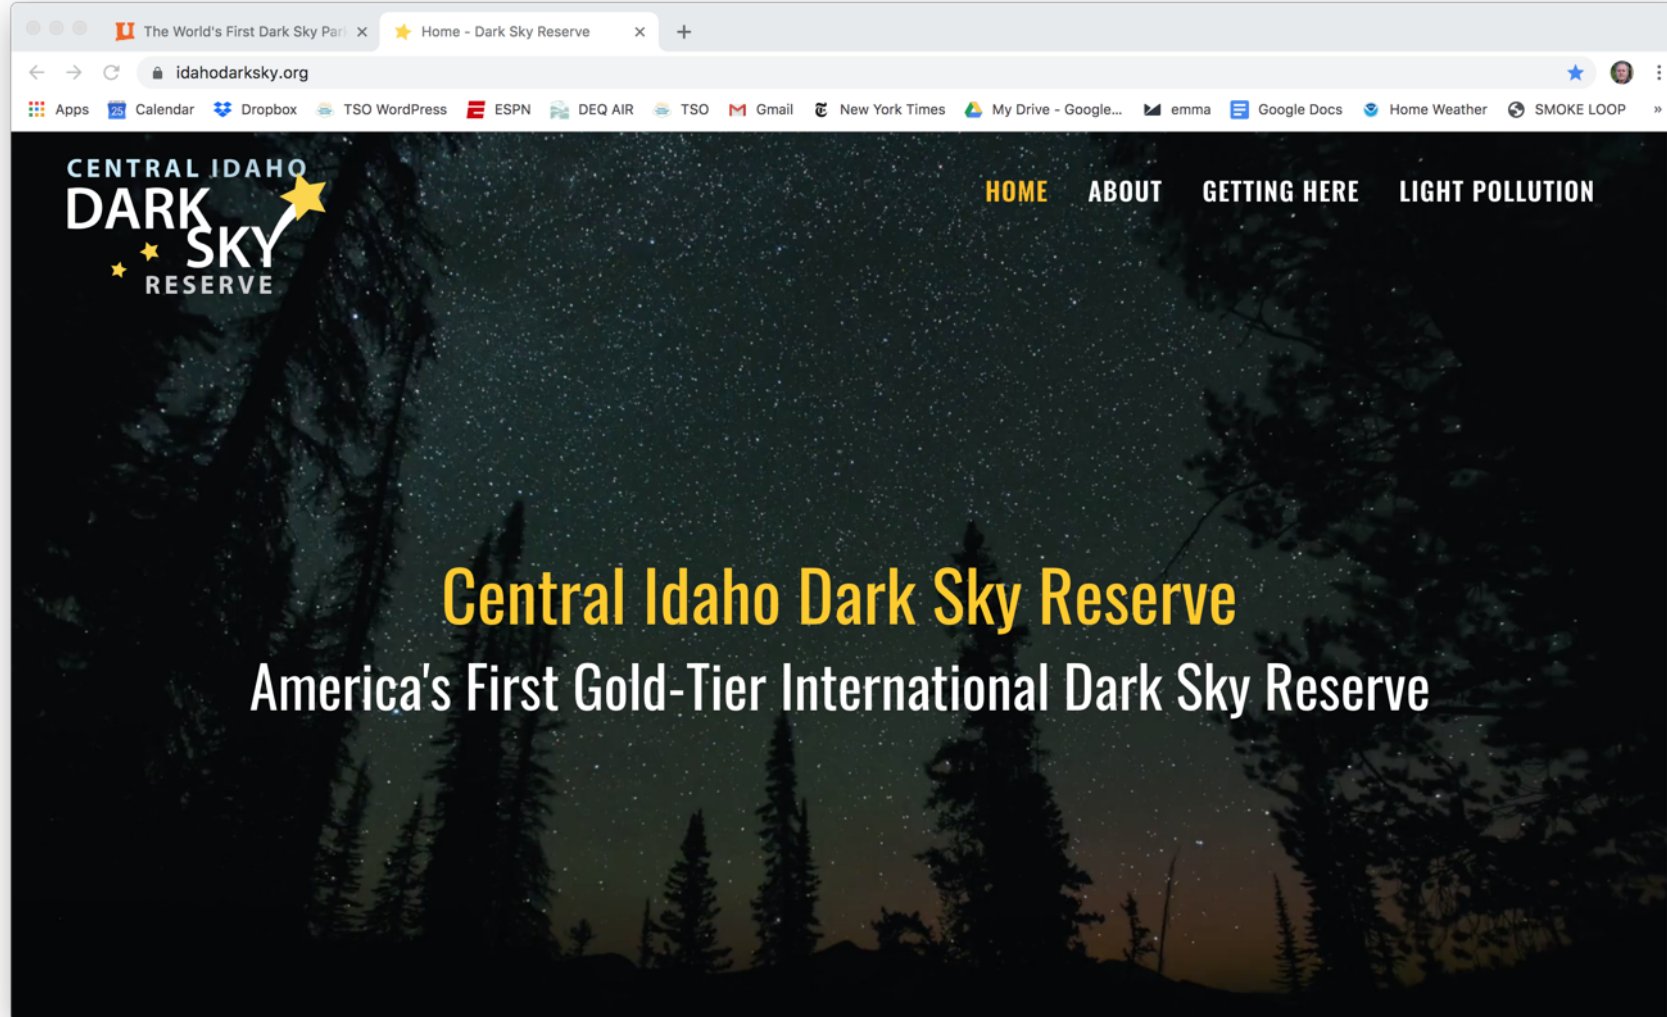 The World's First Dark Sky Par
Home - Dark Sky Reserve
idahodarksky.org
Apps 25 Calendar Dropbox TSO WordPress ESPN DEQ AIR TSO Gmail New York Times My Drive - Google... emma Google Docs Home Weather SMOKE LOOP »
CENTRAL IDAHO
DARK
SKY
RESERVE
HOME ABOUT GETTING HERE LIGHT POLLUTION
Central Idaho Dark Sky Reserve
America's First Gold-Tier International Dark Sky Reserve